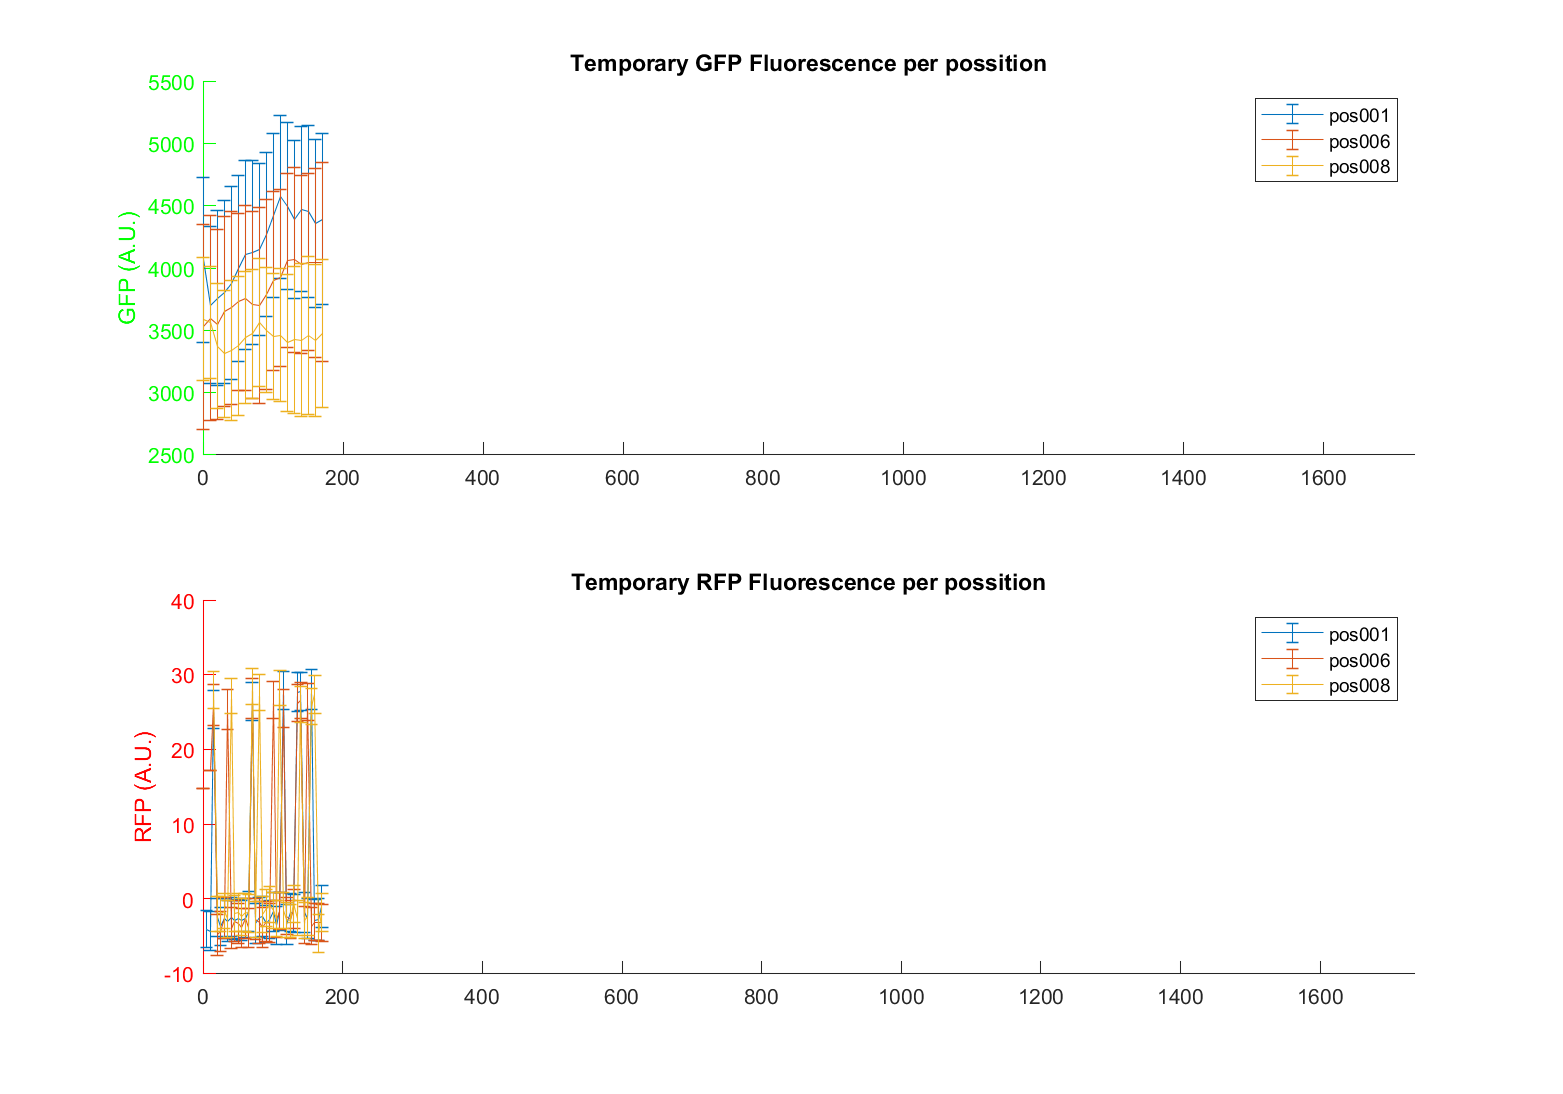 Temporary GFP Fluorescence per possition
5500
5000
4500
4000
3500
3000
2500
GFP (A.U.)
pos001
pos006
pos008
0 200 400 600 800 1000 1200 1400 1600
Temporary RFP Fluorescence per possition
40
30
20
10
0
-10
RFP (A.U.)
pos001
pos006
pos008
0 200 400 600 800 1000 1200 1400 1600